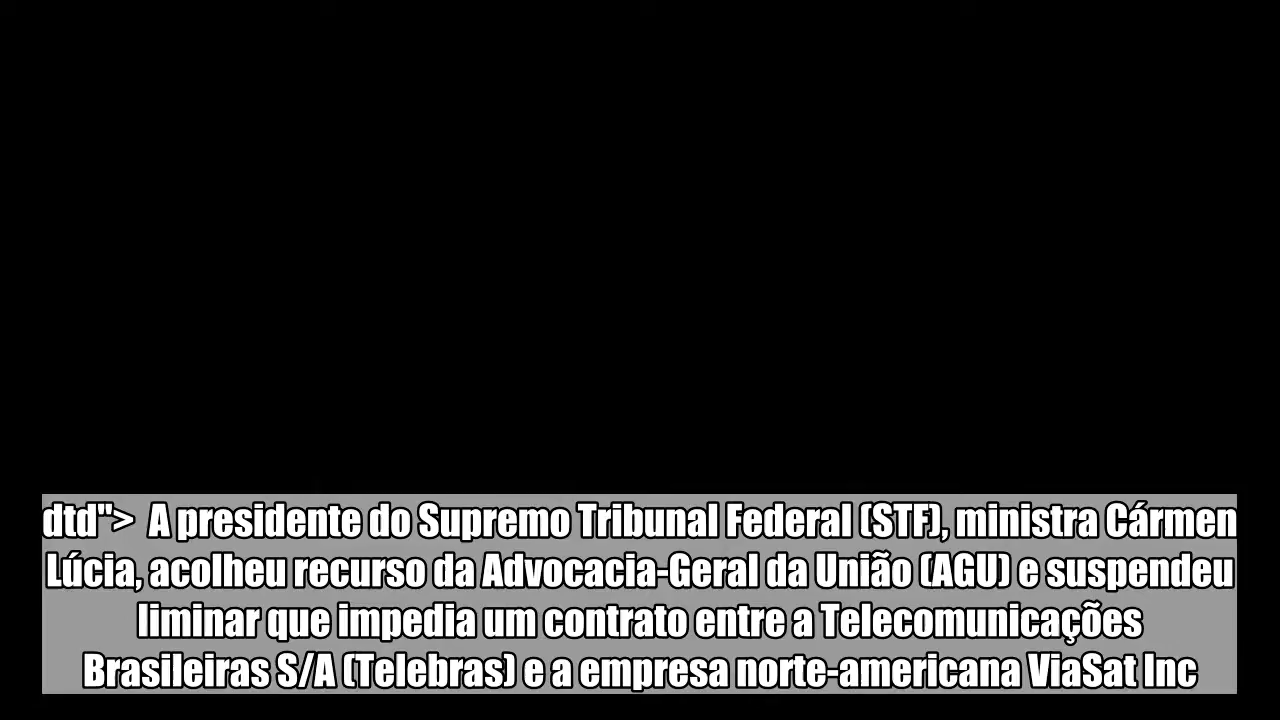 dtd"> A presidente do Supremo Tribunal Federal (STF), ministra Cármen
Lúcia, acolheu recurso da Advocacia-Geral da União (AGU) e suspendeu
liminar que impedia um contrato entre a Telecomunicações
Brasileiras S/A (Telebras) e a empresa norte-americana ViaSat Inc